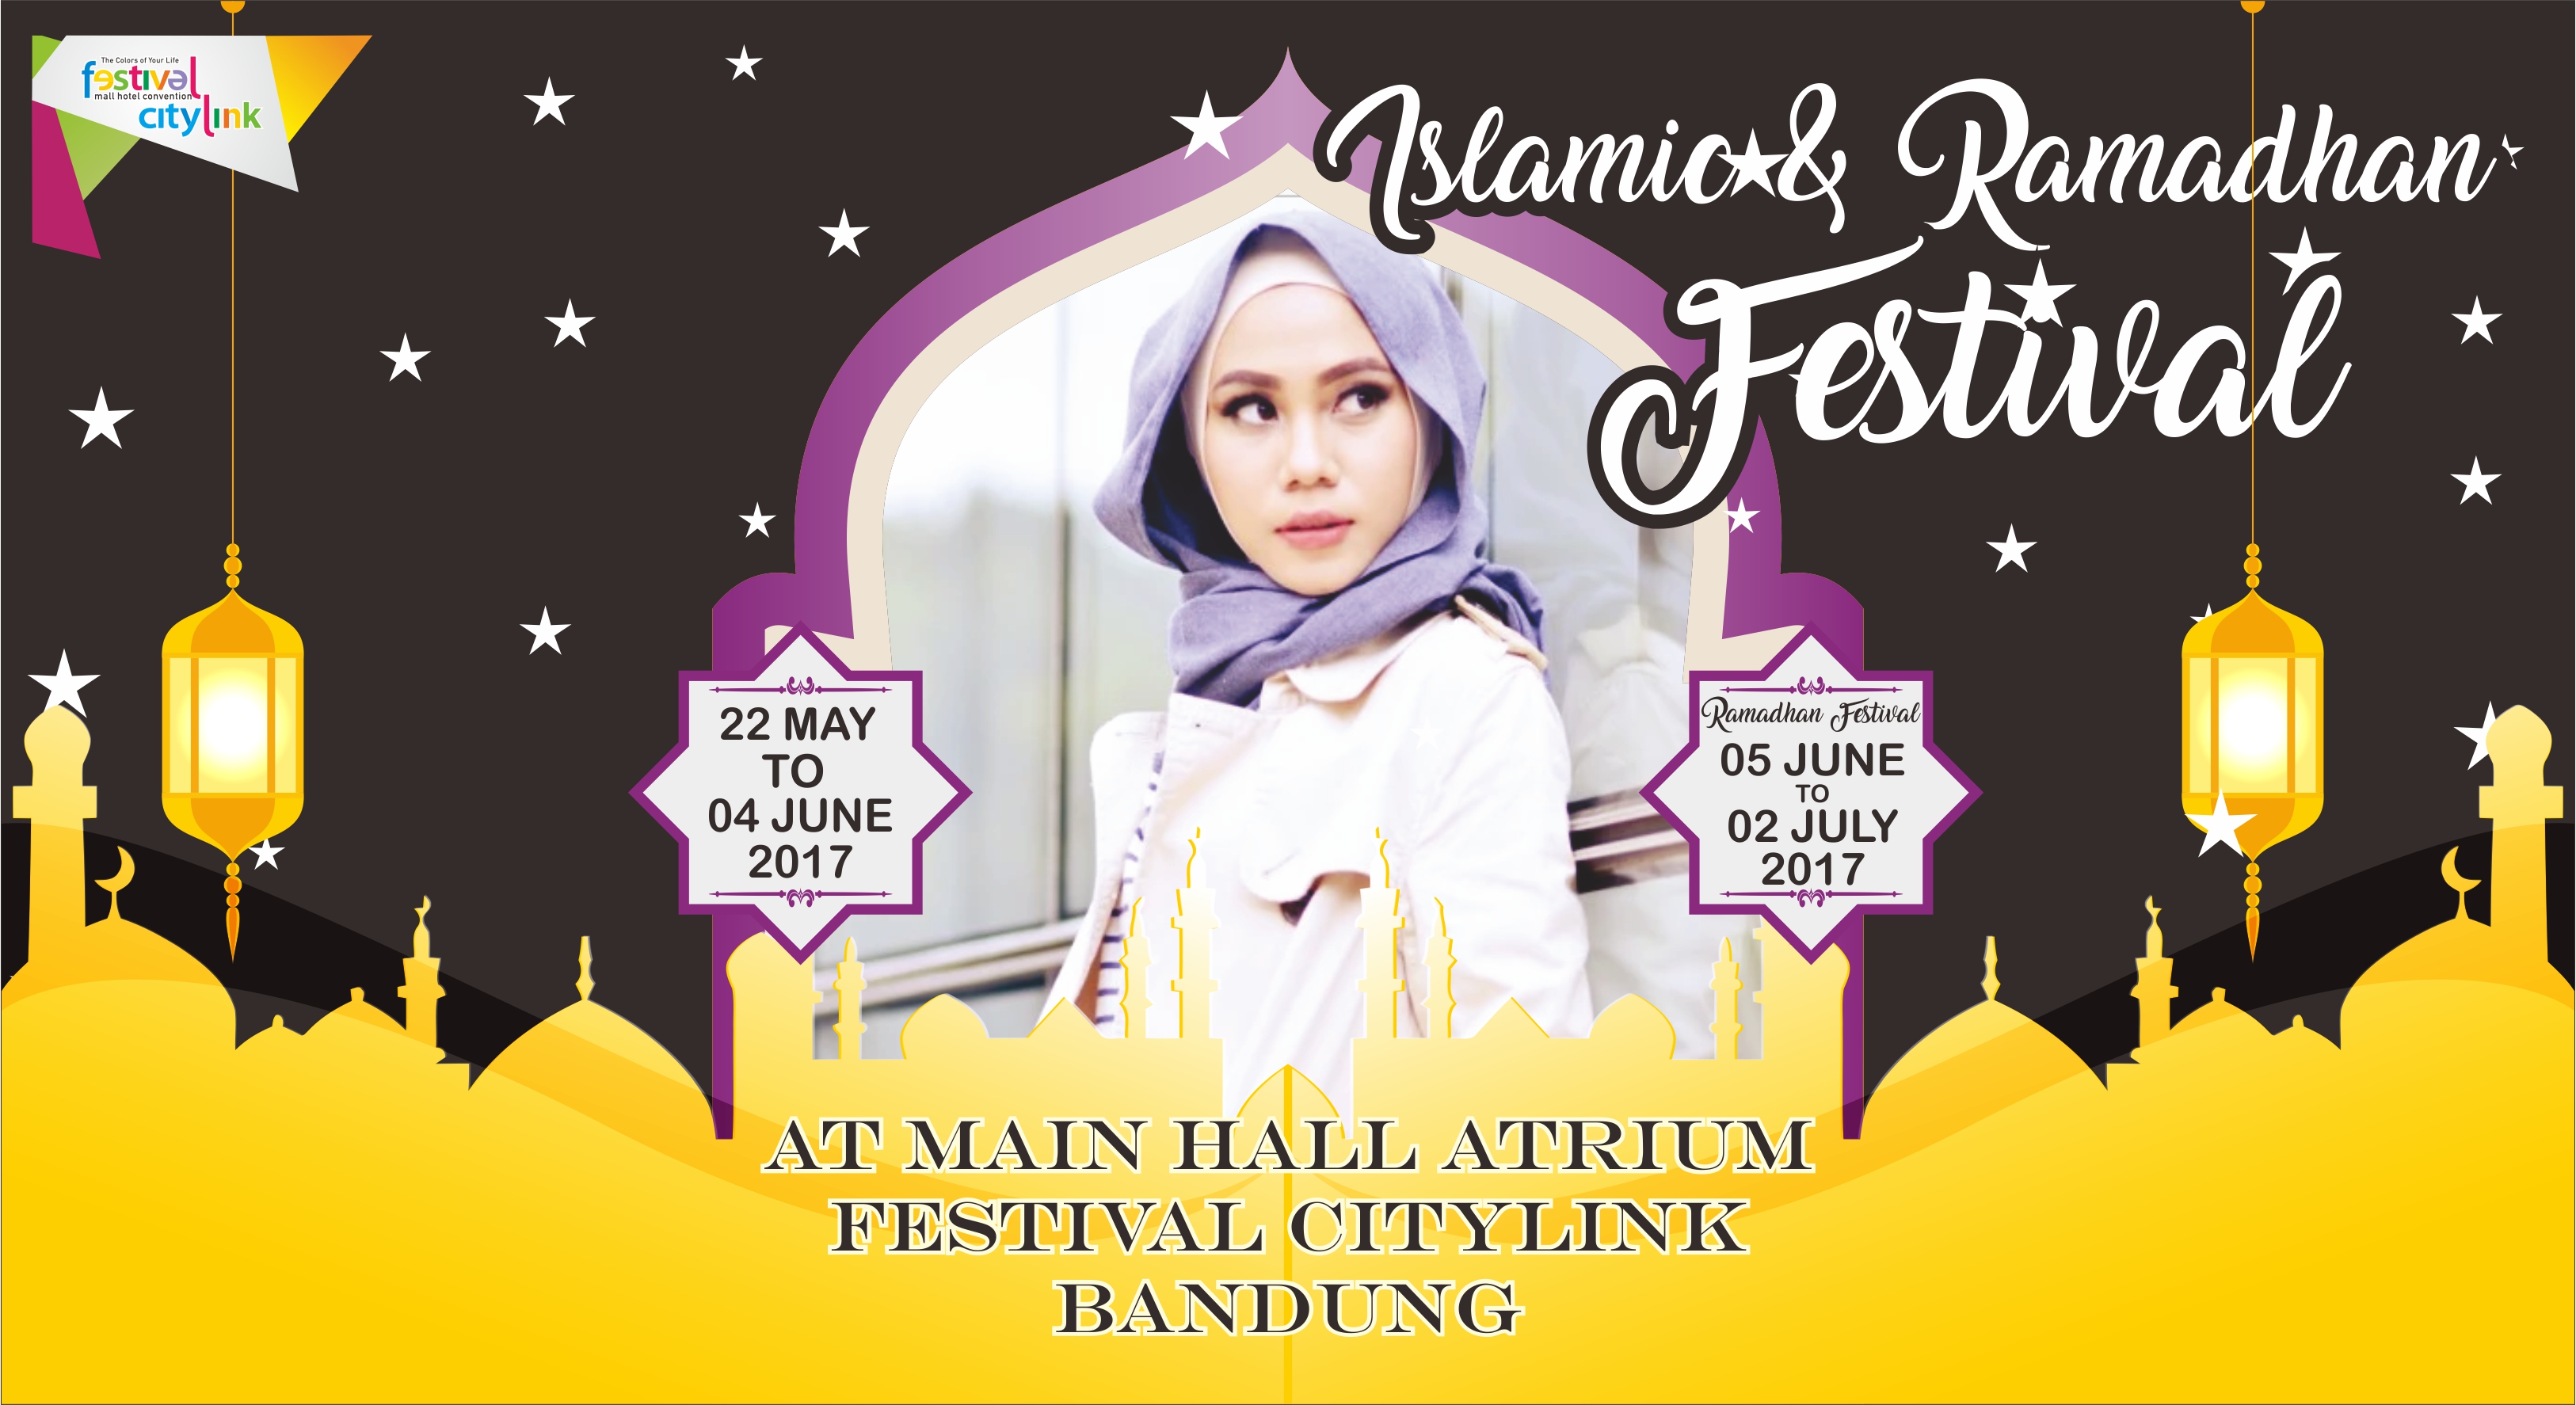 The Colors of Your Life
festival
mall hotel convention
citylink
Islamic & Ramadhan
Festival
22 MAY
TO
04 JUNE
2017
Ramadhan Festival
05 JUNE
TO
02 JULY
2017
AT MAIN HALL ATRIUM
FESTIVAL CITYLINK
BANDUNG